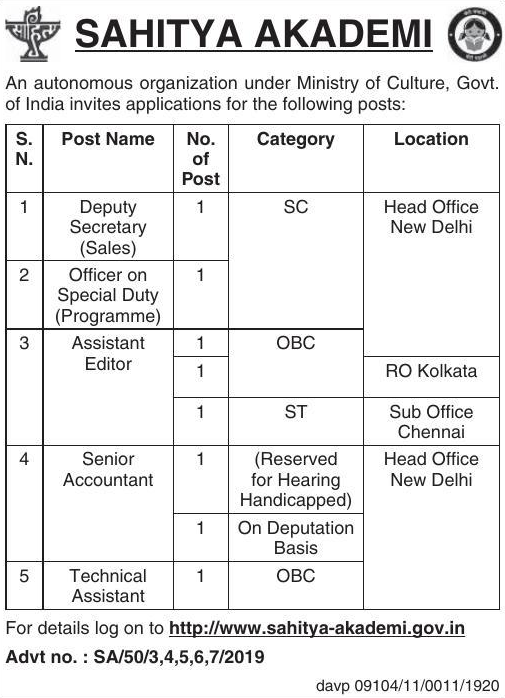 SAHITYA AKADEMI
An autonomous organization under Ministry of Culture, Govt.
of India invites applications for the following posts:
S. N. Post Name No. of Post Category Location
1 Deputy Secretary (Sales) 1 SC Head Office New Delhi
2 Officer on Special Duty (Programme) 1
3 Assistant Editor 1 OBC
1 RO Kolkata
1 ST Sub Office Chennai
4 Senior Accountant 1 (Reserved for Hearing Handicapped) Head Office New Delhi
1 On Deputation Basis
5 Technical Assistant 1 OBC
For details log on to http://www.sahitya-akademi.gov.in
Advt no. : SA/50/3,4,5,6,7/2019
davp 09104/11/0011/1920